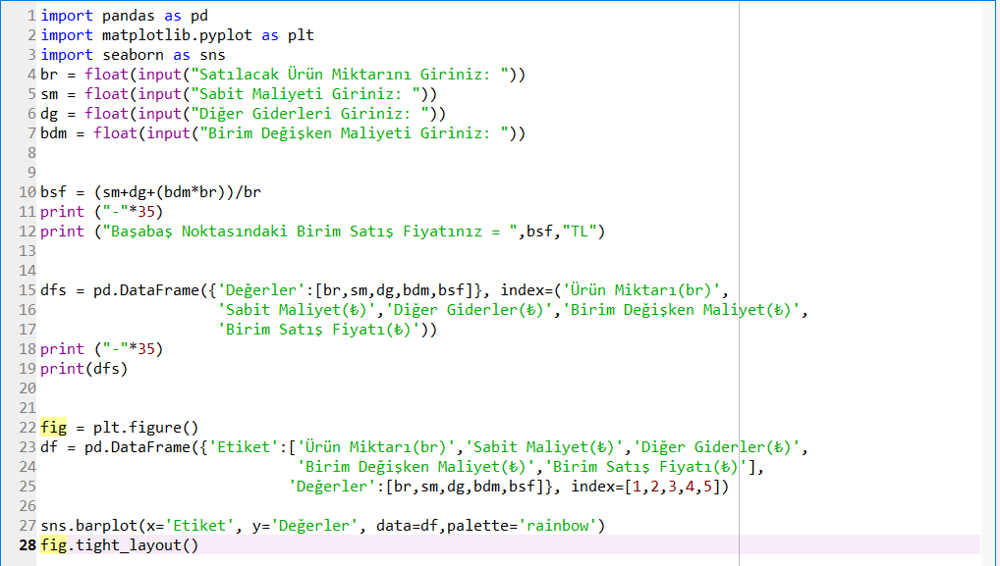 1 import pandas as pd
2 import matplotlib.pyplot as plt
3 import seaborn as sns
4 br = float(input("Satılacak Ürün Miktarını Giriniz: "))
5 sm = float(input("Sabit Maliyeti Giriniz: "))
6 dg = float(input("Diğer Giderleri Giriniz: "))
7 bdm = float(input("Birim Değişken Maliyeti Giriniz: "))
8
9
10 bsf = (sm+dg+(bdm*br))/br
11 print ("-"*35)
12 print ("Başabaş Noktasındaki Birim Satış Fiyatınız = ",bsf,"TL")
13
14
15 dfs = pd.DataFrame({'Değerler':[br,sm,dg,bdm,bsf]}, index=('Ürün Miktarı(br)',
16 'Sabit Maliyet(₺)','Diğer Giderler(₺)','Birim Değişken Maliyet(₺)',
17 'Birim Satış Fiyatı(₺)'))
18 print ("-"*35)
19 print(dfs)
20
21
22 fig = plt.figure()
23 df = pd.DataFrame({'Etiket':['Ürün Miktarı(br)','Sabit Maliyet(₺)','Diğer Giderler(₺)',
24 'Birim Değişken Maliyet(₺)','Birim Satış Fiyatı(₺)'],
25 'Değerler':[br,sm,dg,bdm,bsf]}, index=[1,2,3,4,5])
26
27 sns.barplot(x='Etiket', y='Değerler', data=df,palette='rainbow')
28 fig.tight_layout()